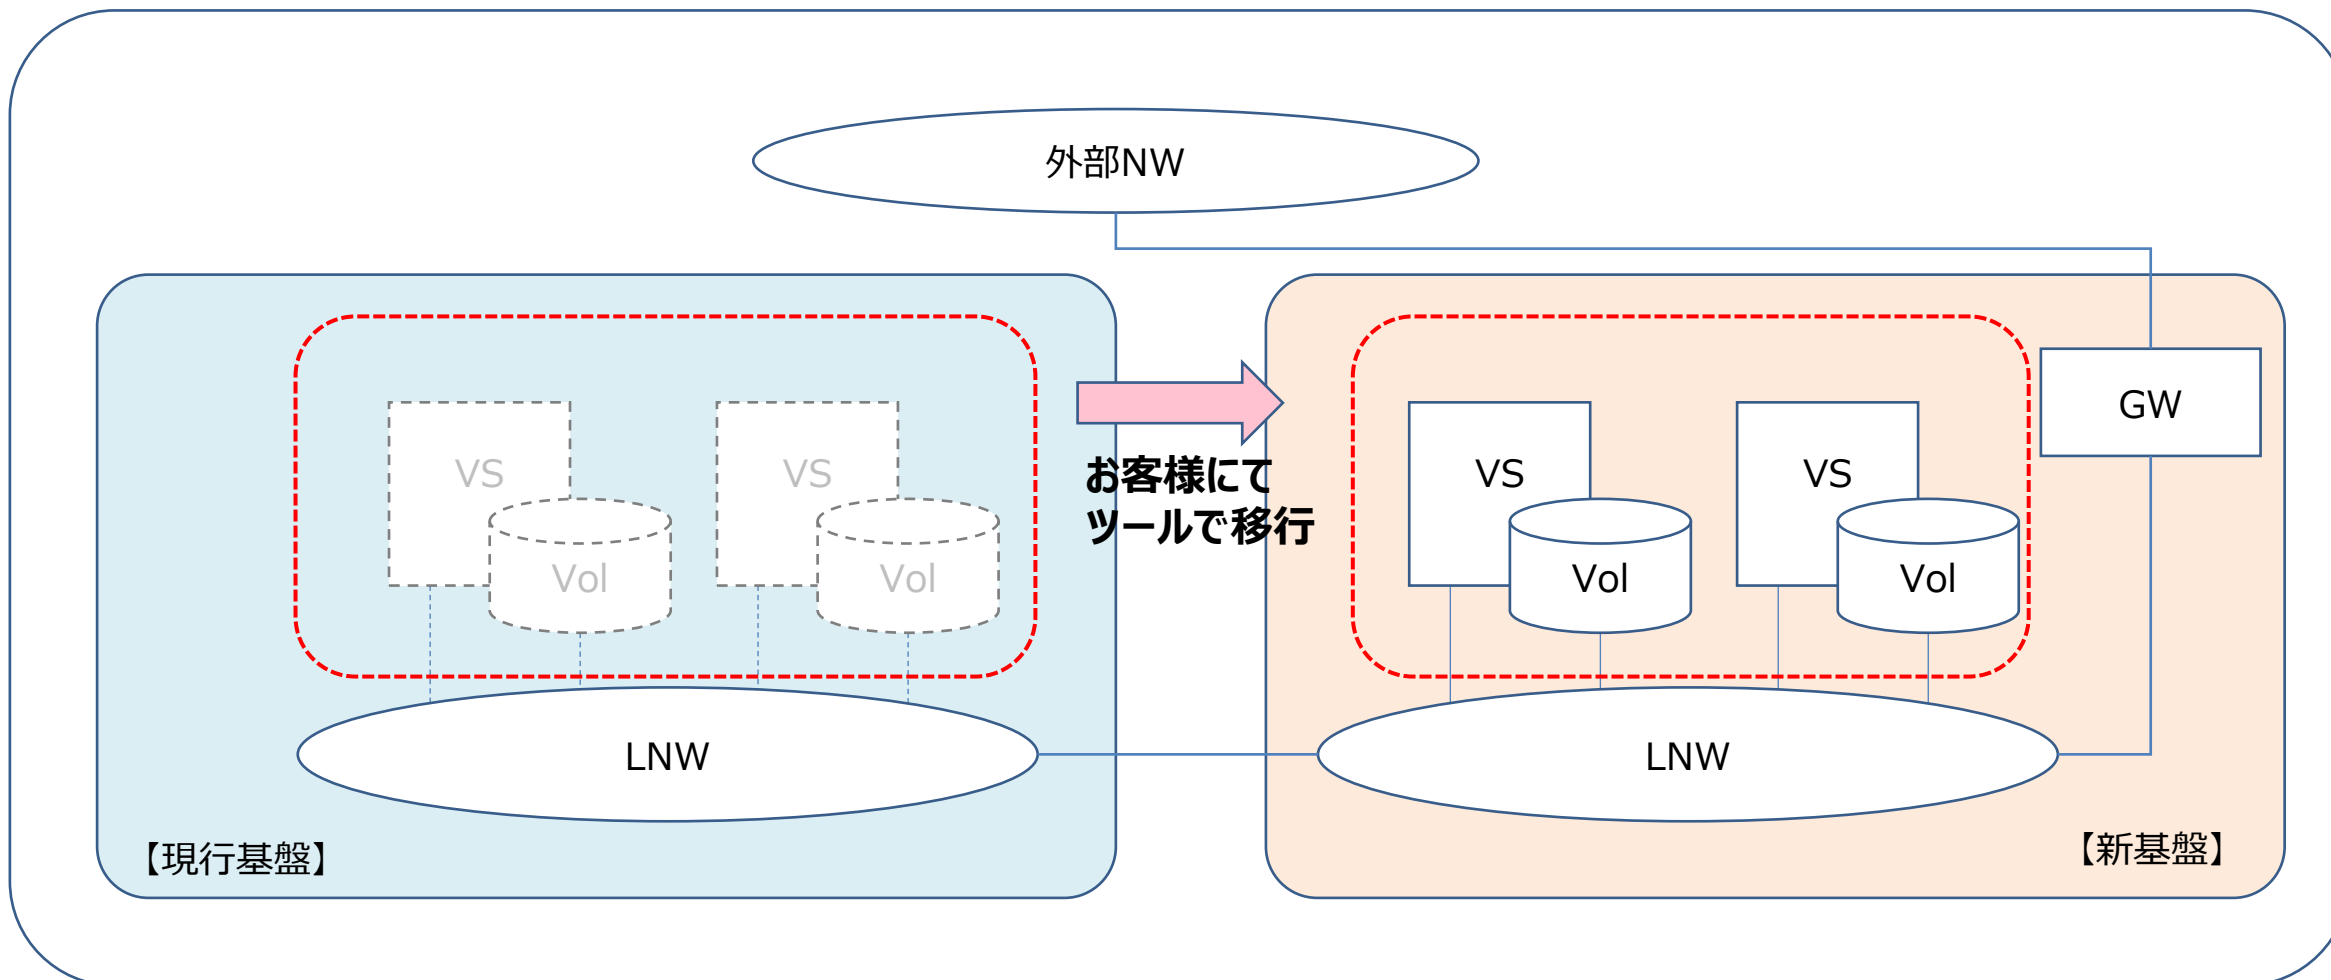 外部NW
VS
VS
Vol
Vol
LNW
【現行基盤】
お客様にて
ツールで移行
VS
VS
Vol
Vol
GW
LNW
【新基盤】